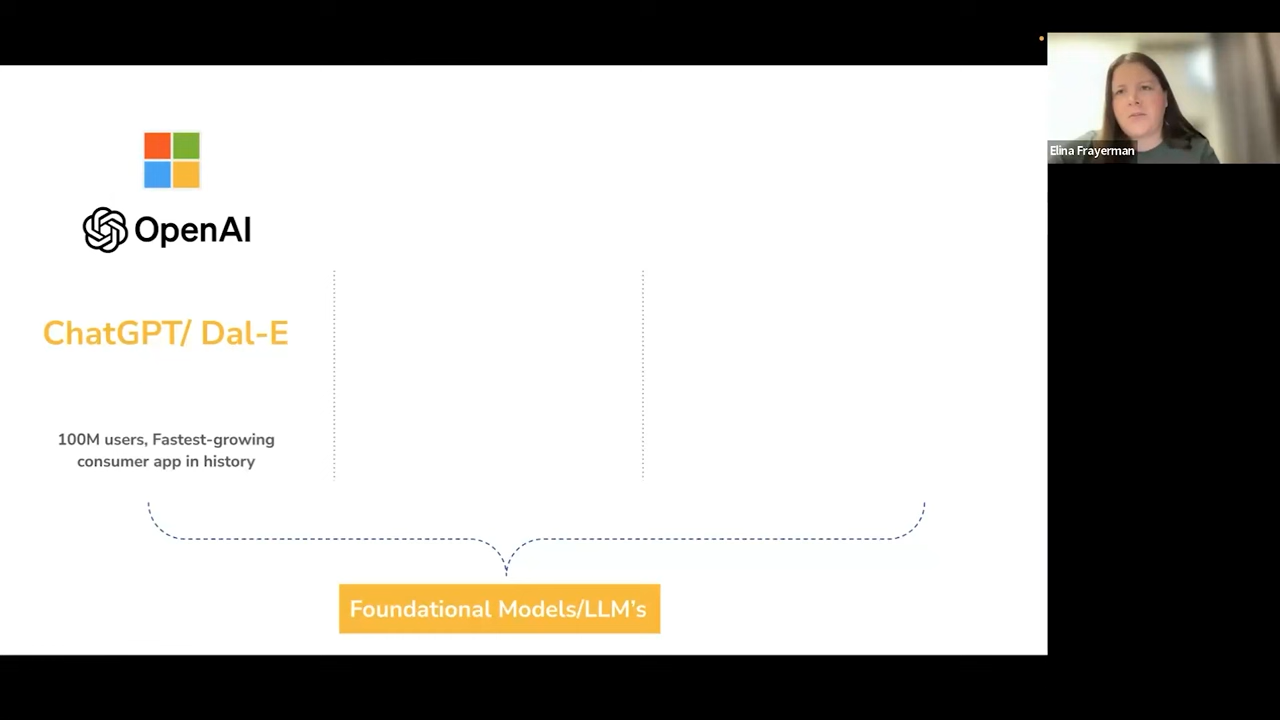 OpenAI
ChatGPT/ Dal-E
100M users, Fastest-growing
consumer app in history
Foundational Models/LLM's
Elina Frayerman